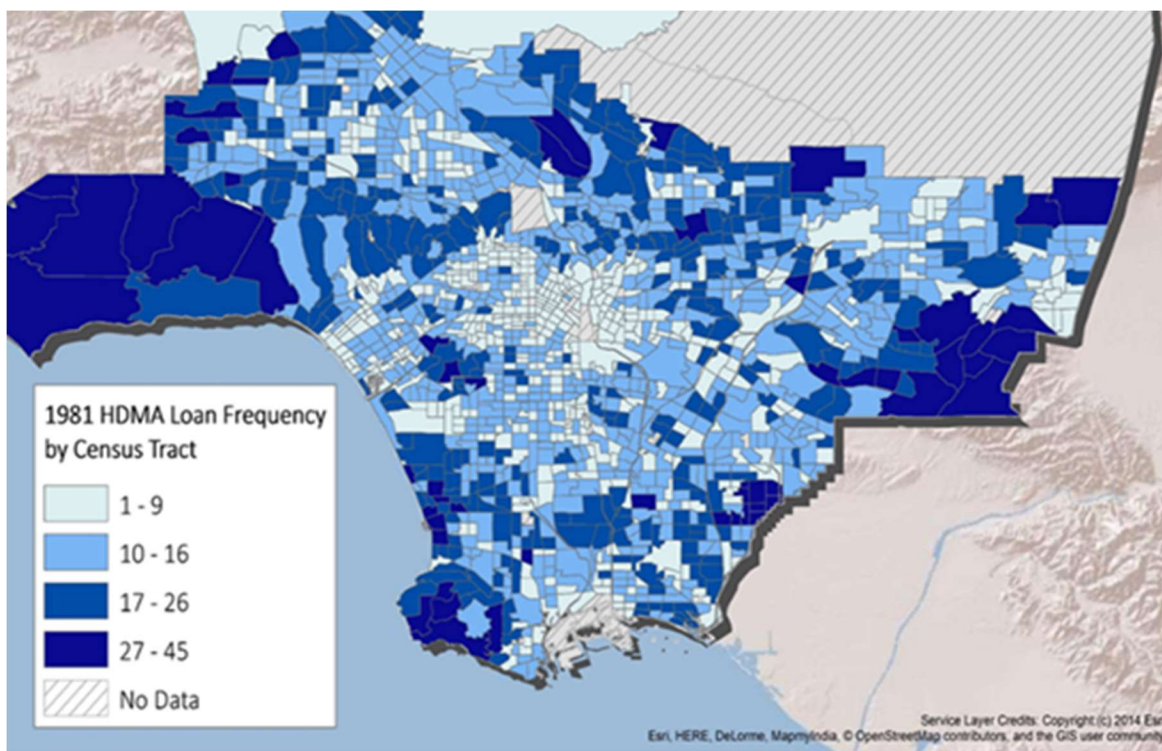 1981 HDMA Loan Frequency
by Census Tract
1 - 9
10 - 16
17 - 26
27 - 45
No Data
Service Layer Credits: Copyright:(c) 2014 Esri
Esri, HERE, DeLorme, MapmyIndia, © OpenStreetMap contributors, and the GIS user community